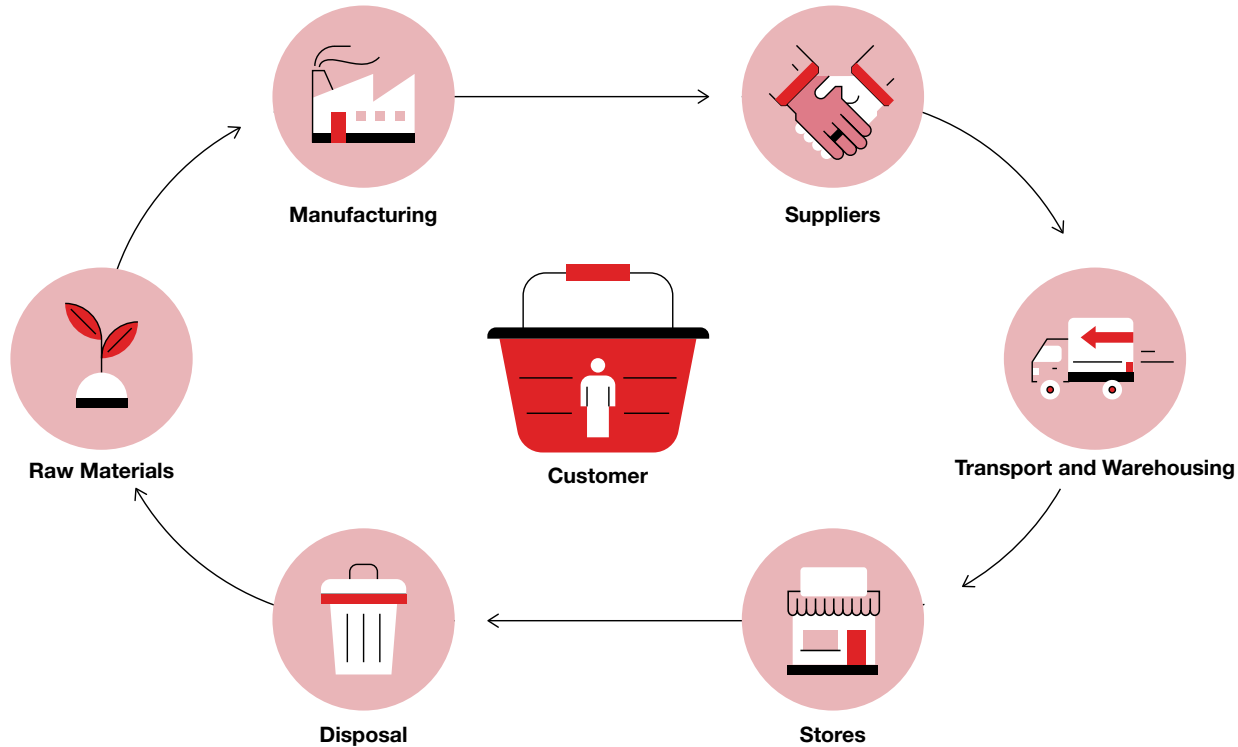 Manufacturing
Suppliers
Raw Materials
Customer
Transport and Warehousing
Disposal
Stores